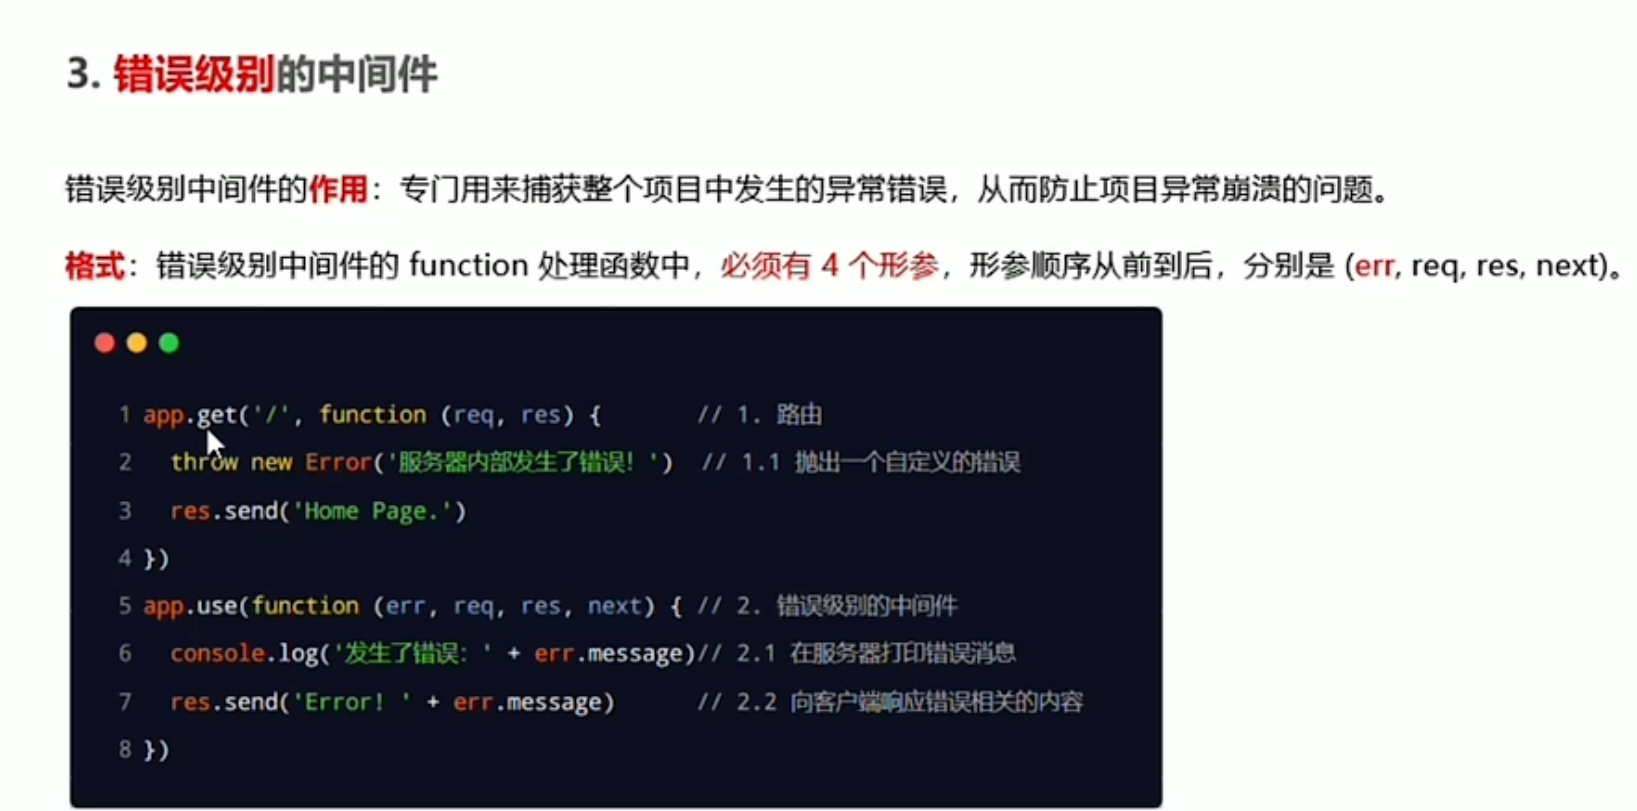 3. 错误级别的中间件
错误级别中间件的作用：专门用来捕获整个项目中发生的异常错误，从而防止项目异常崩溃的问题。
格式：错误级别中间件的 function 处理函数中，必须有 4 个形参，形参顺序从前到后，分别是 (err, req, res, next)。
1 app.get('/', function (req, res) { // 1. 路由
2 throw new Error('服务器内部发生了错误！') // 1.1 抛出一个自定义的错误
3 res.send('Home Page.')
4 })
5 app.use(function (err, req, res, next) { // 2. 错误级别的中间件
6 console.log('发生了错误：' + err.message)// 2.1 在服务器打印错误消息
7 res.send('Error! ' + err.message) // 2.2 向客户端响应错误相关的内容
8 })